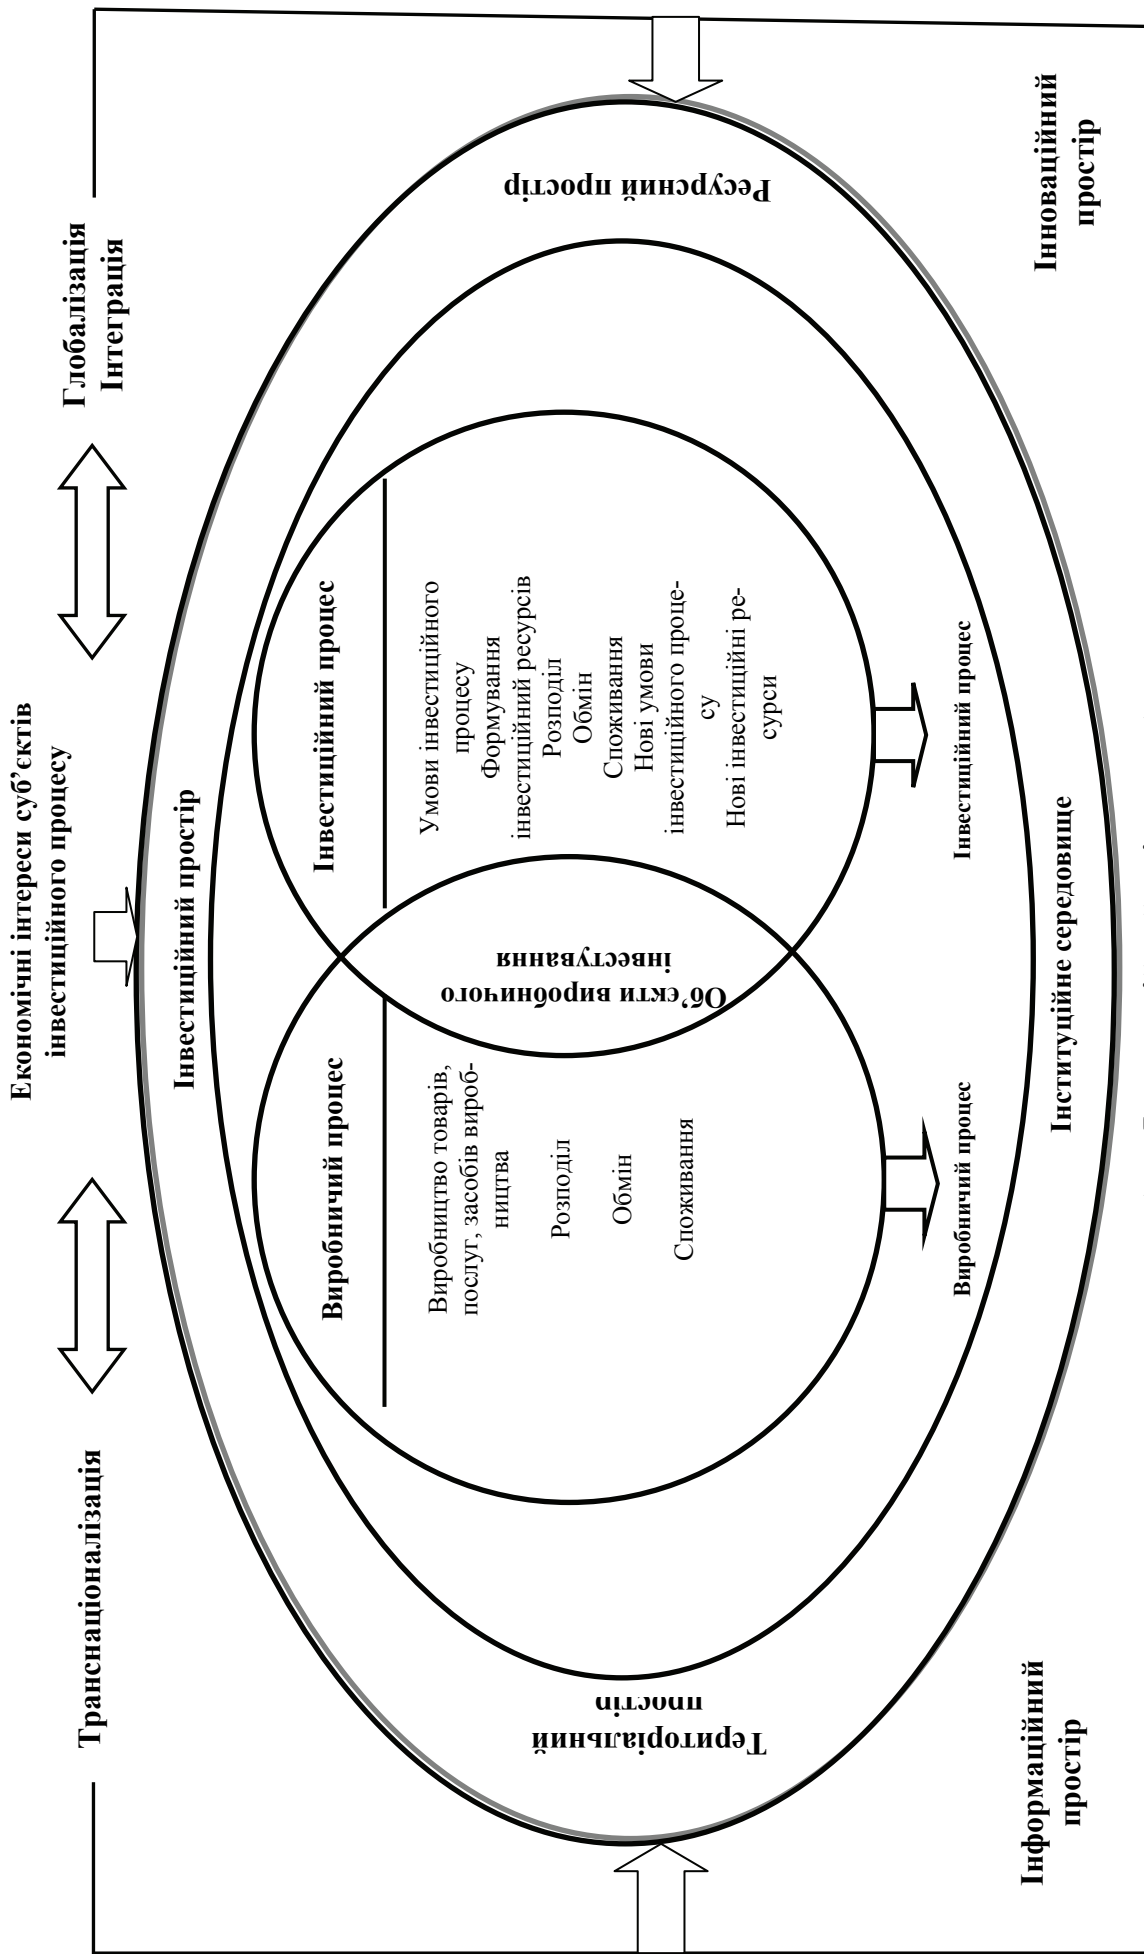 Економічні інтереси суб’єктів
інвестиційного процесу
Транснаціоналізація
Глобалізація
Інтеграція
Інвестиційний простір
Територіальний
простір
Ресурсний простір
Виробничий процес
Виробництво товарів,
послуг, засобів вироб-
ництва
Розподіл
Обмін
Споживання
Об’єкти виробничого
інвестування
Інвестиційний процес
Умови інвестиційного
процесу
Формування
інвестиційний ресурсів
Розподіл
Обмін
Споживання
Нові умови
інвестиційного проце-
су
Нові інвестиційні ре-
сурси
Виробничий процес
Інвестиційний процес
Інституційне середовище
Інформаційний
простір
Інноваційний
простір